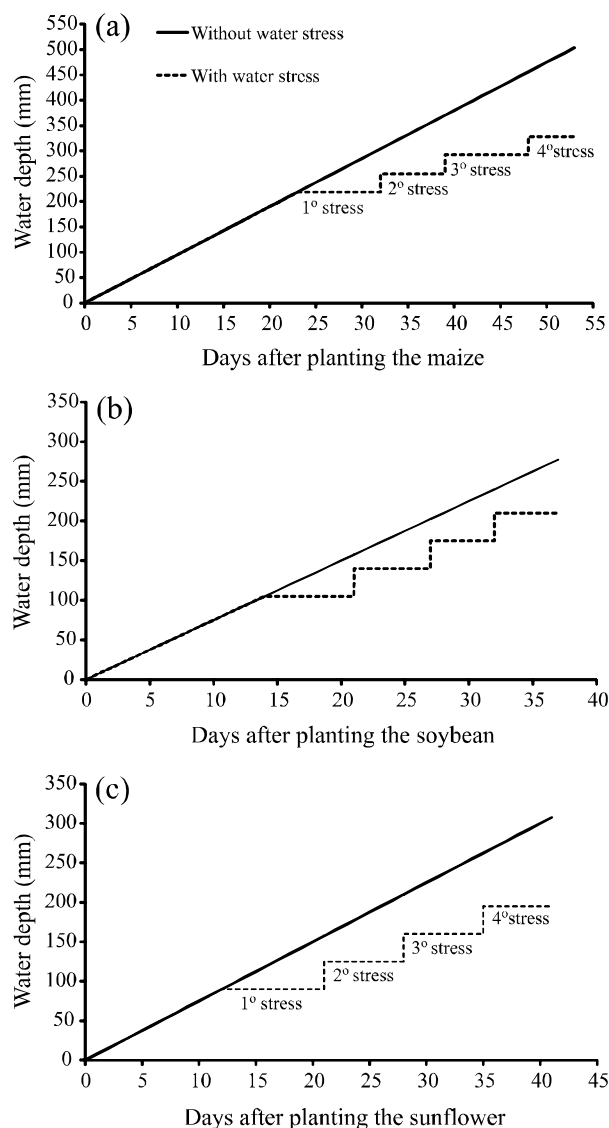 (a)
Without water stress
With water stress
Water depth (mm)
550
500
450
400
350
300
250
200
150
100
50
0
1º stress
2º stress
3º stress
4ºstress
0 5 10 15 20 25 30 35 40 45 50 55
Days after planting the maize
(b)
Water depth (mm)
350
300
250
200
150
100
50
0
0 5 10 15 20 25 30 35 40
Days after planting the soybean
(c)
Water depth (mm)
350
300
250
200
150
100
50
0
1º stress
2º stress
3º stress
4ºstress
0 5 10 15 20 25 30 35 40 45
Days after planting the sunflower